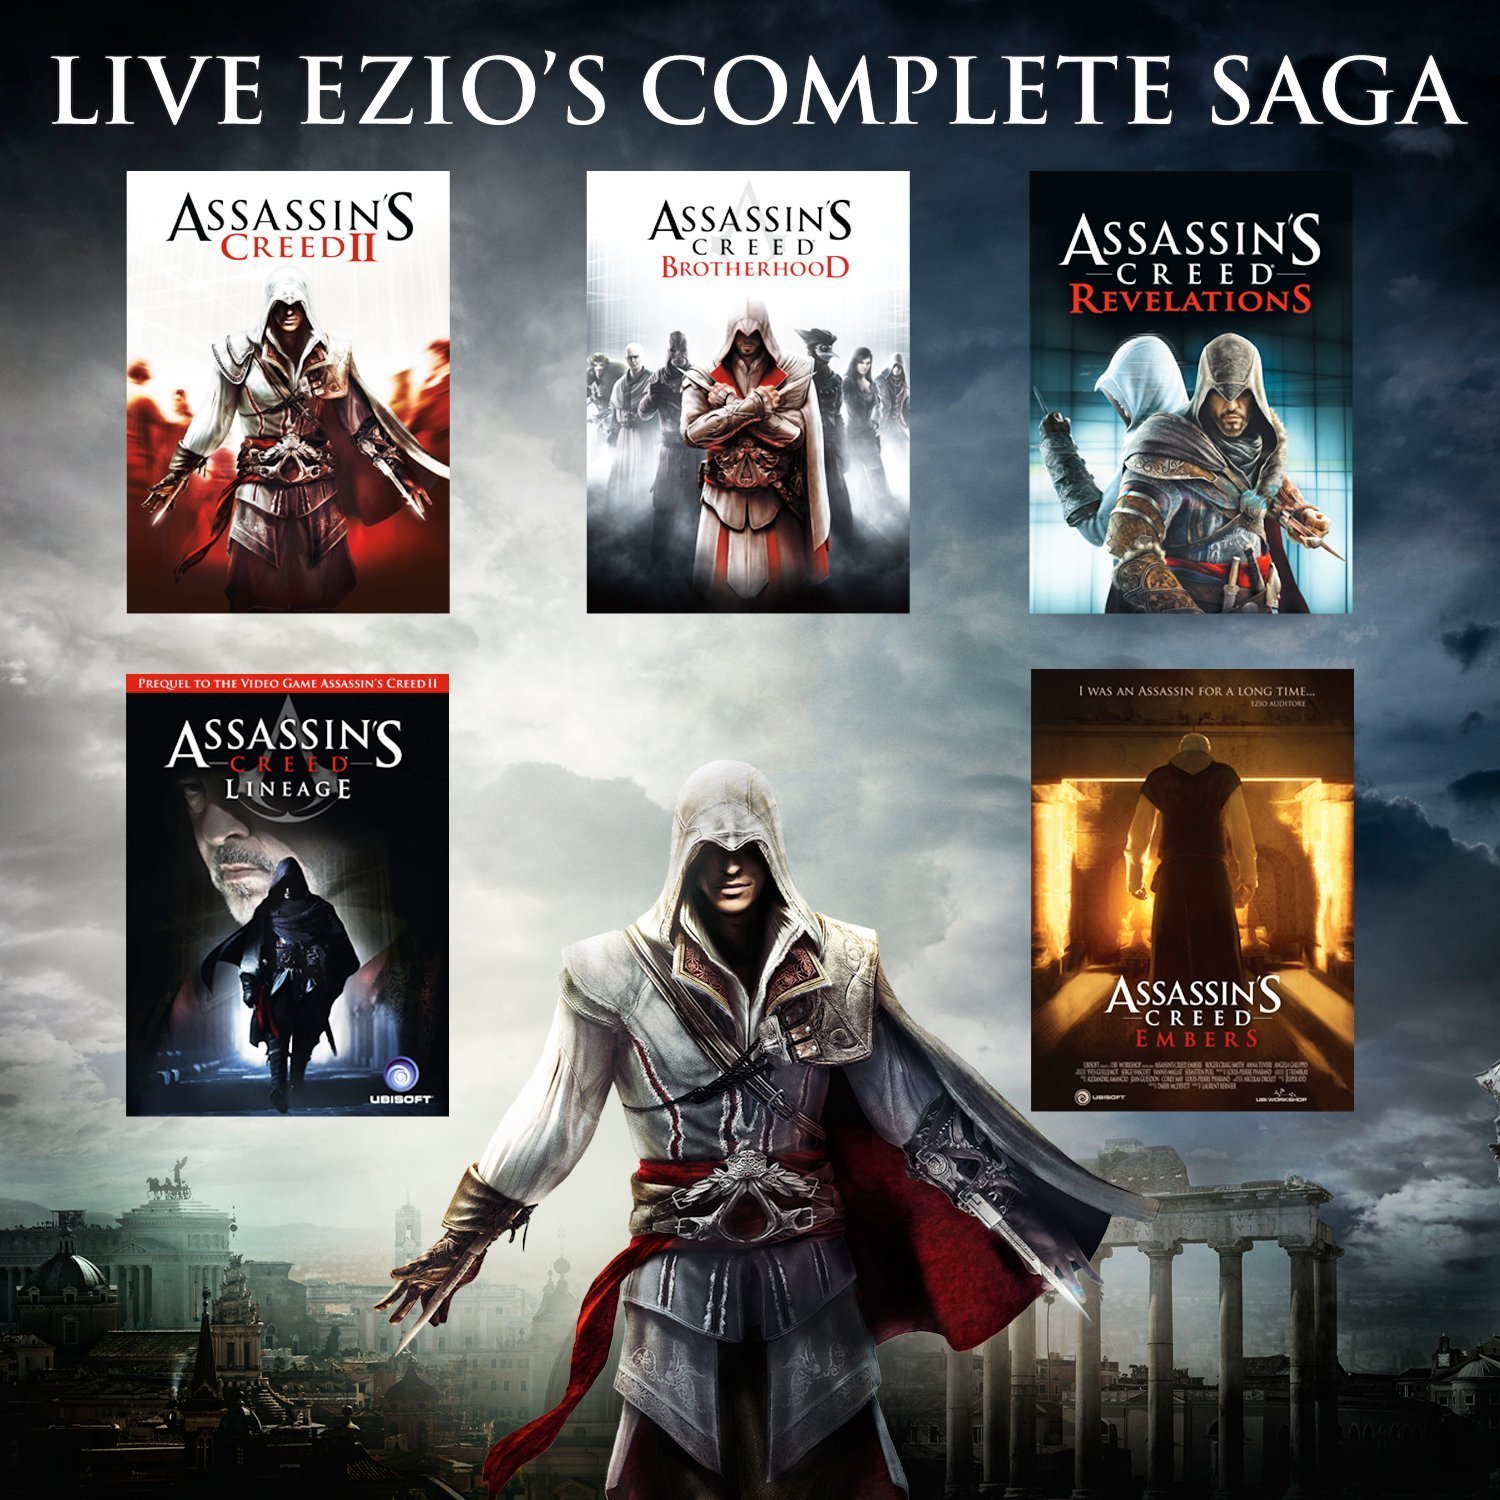 LIVE EZIO'S COMPLETE SAGA
ASSASSIN'S
CREED II
ASSASSIN'S
CREED
BROTHERHOOD
ASSASSIN'S
CREED
REVELATIONS
PREQUEL TO THE VIDEO GAME ASSASSIN'S CREED II
ASSASSIN'S
CREED
LINEAGE
UBISOFT
I WAS AN ASSASSIN FOR A LONG TIME...
EZIO AUDITORE
ASSASSIN'S
CREED
EMBERS
UBISOFT
UBI WORKSHOP